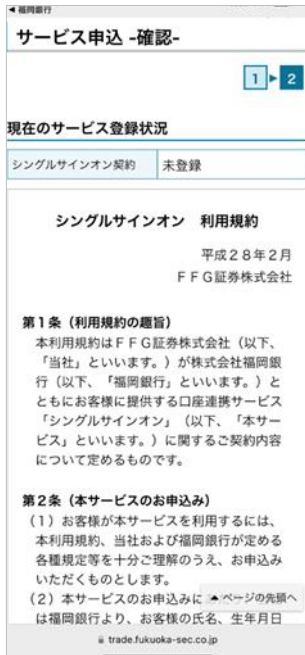 ◀ 福岡銀行
サービス申込 -確認-
1 ▶ 2
現在のサービス登録状況
シングルサインオン契約 未登録
シングルサインオン 利用規約
平成２８年２月
ＦＦＧ証券株式会社
第１条（利用規約の趣旨）
本利用規約はＦＦＧ証券株式会社（以下、
「当社」といいます。）が株式会社福岡銀
行（以下、「福岡銀行」といいます。）と
ともにお客様に提供する口座連携サービス
「シングルサインオン」（以下、「本サー
ビス」といいます。）に関するご契約内容
について定めるものです。
第２条（本サービスのお申込み）
（１）お客様が本サービスを利用するには、
本利用規約、当社および福岡銀行が定める
各種規定等を十分ご理解のうえ、お申込み
いただくものとします。
（２）本サービスのお申込みに
▲ページの先頭へ
は福岡銀行より、お客様の氏名、生年月日
trade.fukuoka-sec.co.jp